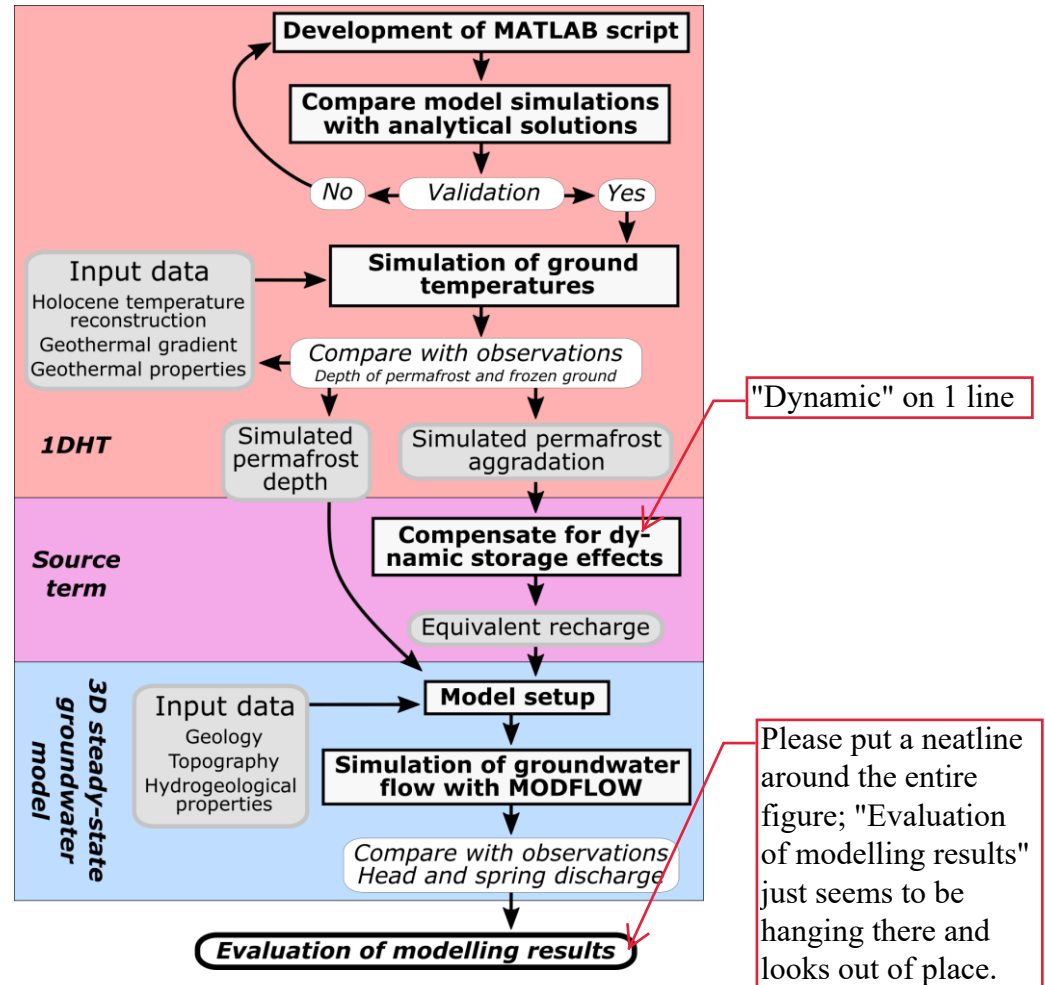 Development of MATLAB script
Compare model simulations
with analytical solutions
No
Validation
Yes
Input data
Holocene temperature
reconstruction
Geothermal gradient
Geothermal properties
Simulation of ground
temperatures
Compare with observations
Depth of permafrost and frozen ground
"Dynamic" on 1 line
1DHT
Simulated
permafrost
depth
Simulated permafrost
aggradation
Source
term
Compensate for dy-
namic storage effects
Equivalent recharge
3D steady-state
groundwater
model
Input data
Geology
Topography
Hydrogeological
properties
Model setup
Simulation of groundwater
flow with MODFLOW
Compare with observations
Head and spring discharge
Evaluation of modelling results
Please put a neatline
around the entire
figure; "Evaluation
of modelling results"
just seems to be
hanging there and
looks out of place.